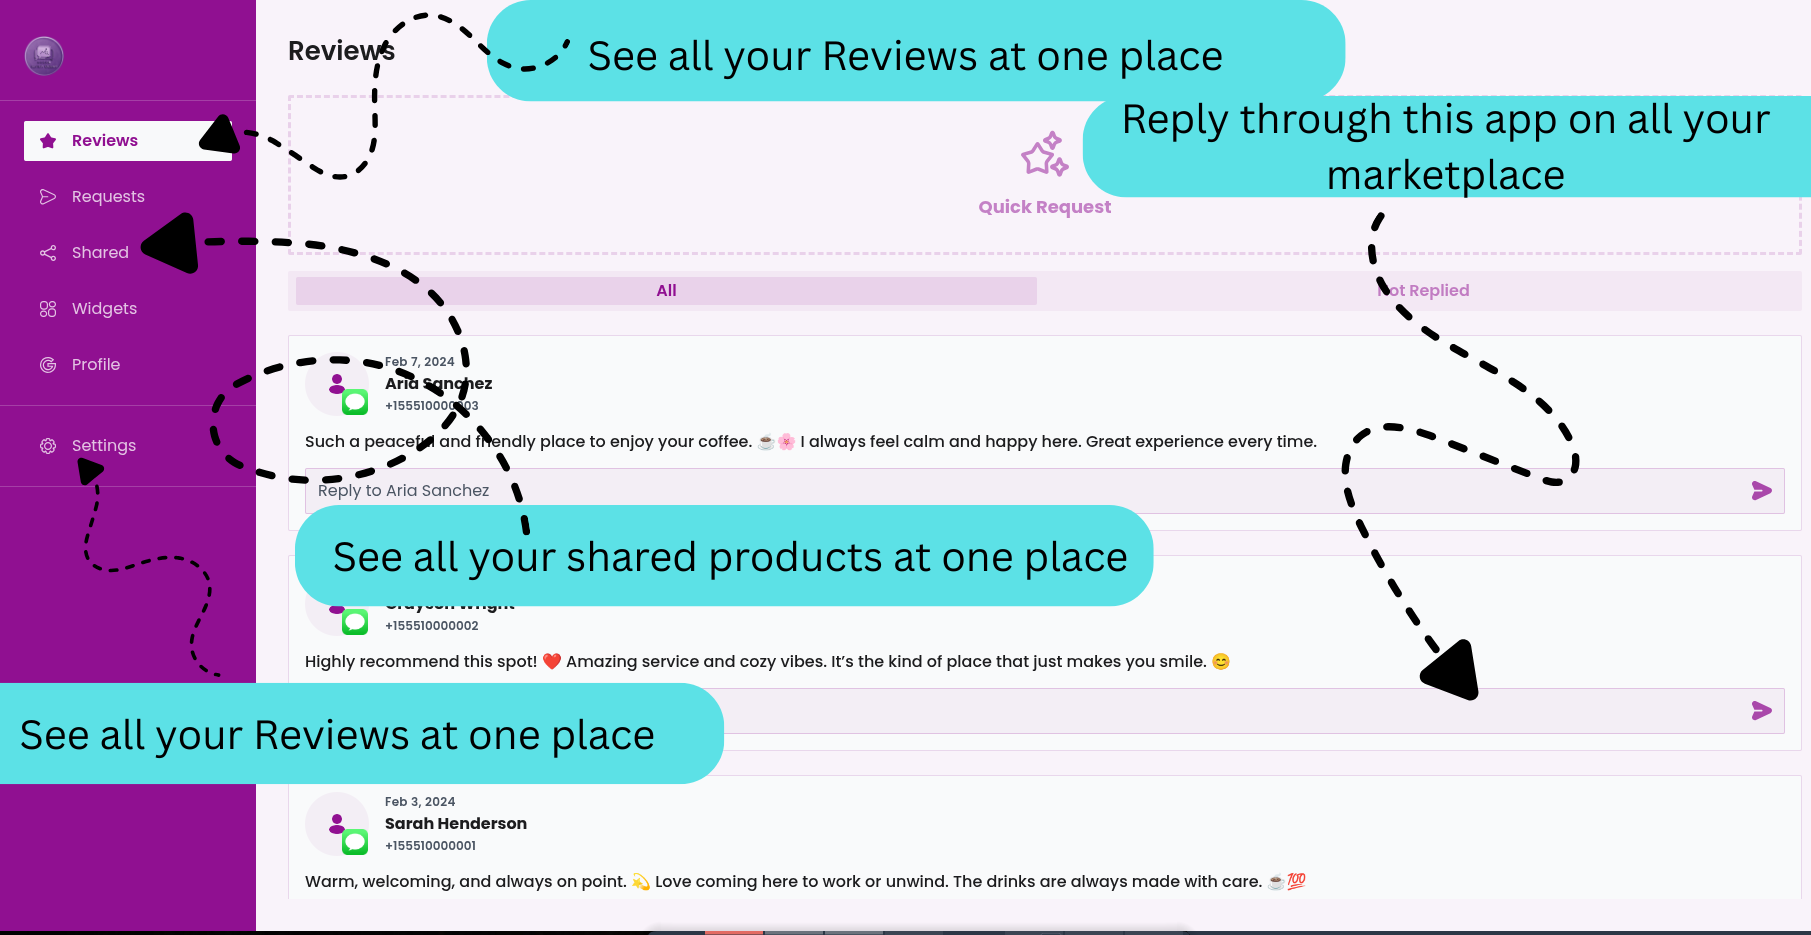 Reviews
See all your Reviews at one place
Reply through this app on all your
marketplace
Reviews
Requests
Shared
Widgets
Profile
Settings
Quick Request
All
Not Replied
Feb 7, 2024
Aria Sanchez
+155510000003
Such a peaceful and friendly place to enjoy your coffee. ☕🌸 I always feel calm and happy here. Great experience every time.
Reply to Aria Sanchez
See all your shared products at one place
Grayson Wright
+155510000002
Highly recommend this spot! ❤️ Amazing service and cozy vibes. It’s the kind of place that just makes you smile. 😊
See all your Reviews at one place
Feb 3, 2024
Sarah Henderson
+155510000001
Warm, welcoming, and always on point. 💫 Love coming here to work or unwind. The drinks are always made with care. ☕💯